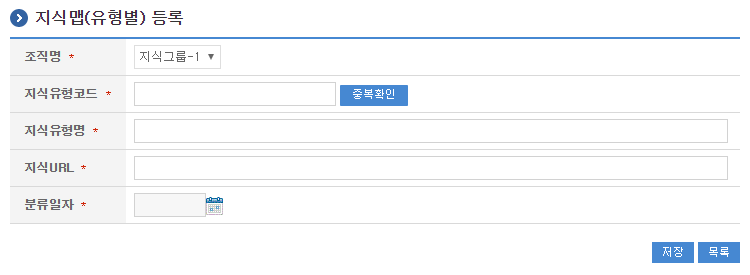 지식맵(유형별) 등록
조직명 * 지식그룹-1 ▼
지식유형코드 * 중복확인
지식유형명 *
지식URL *
분류일자 *
저장 목록